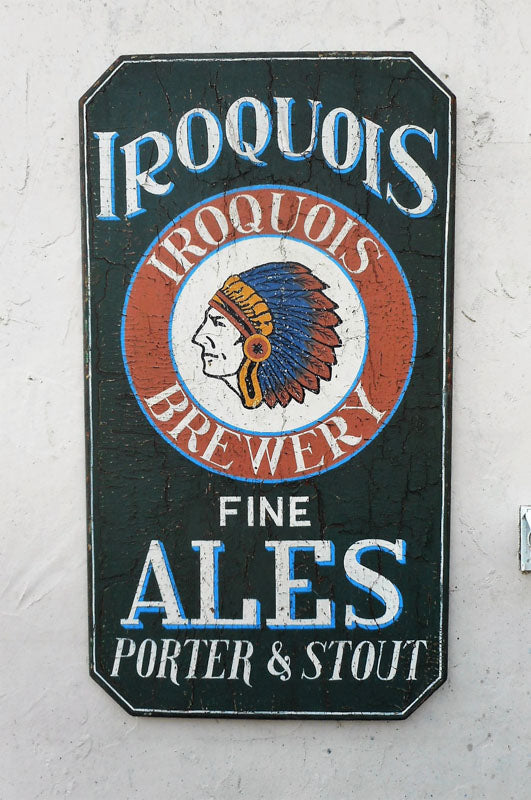 IROQUOIS
IROQUOIS
BREWERY
FINE
ALES
PORTER & STOUT